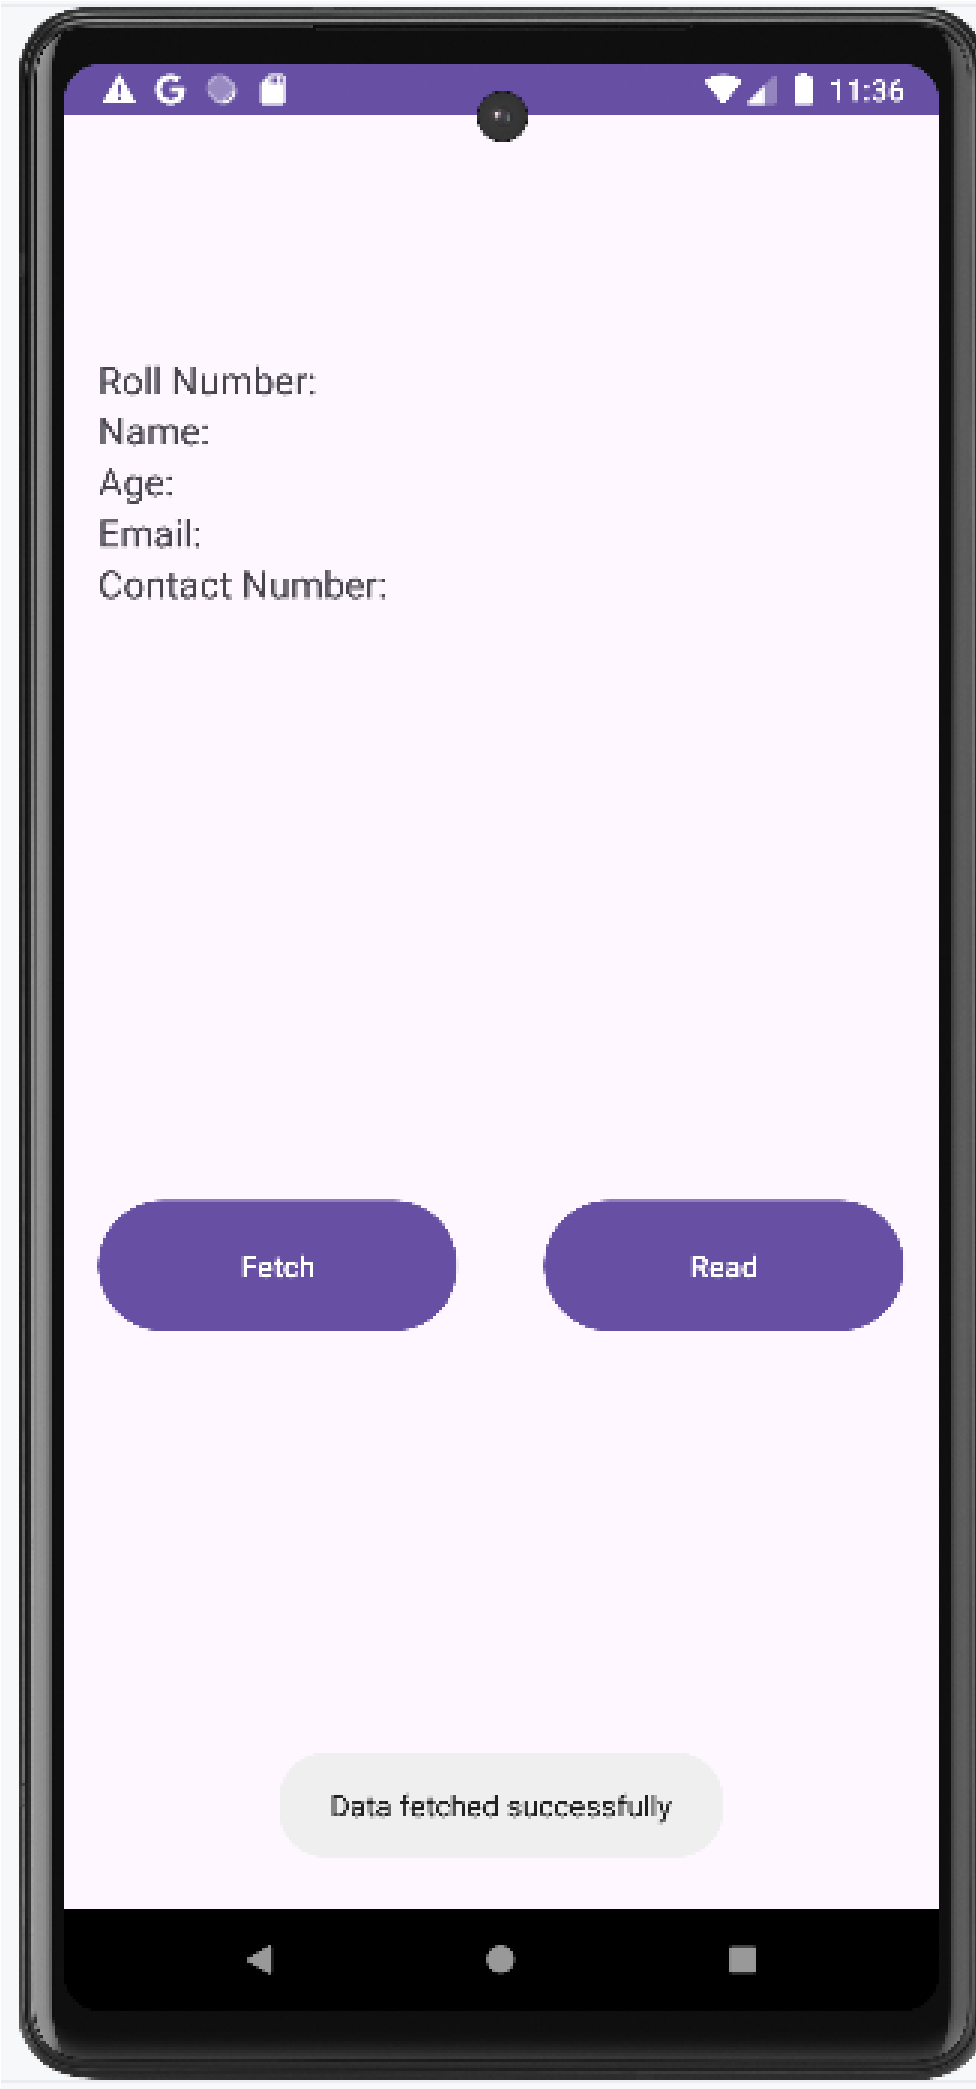 G 11:36
Roll Number:
Name:
Age:
Email:
Contact Number:
Fetch Read
Data fetched successfully